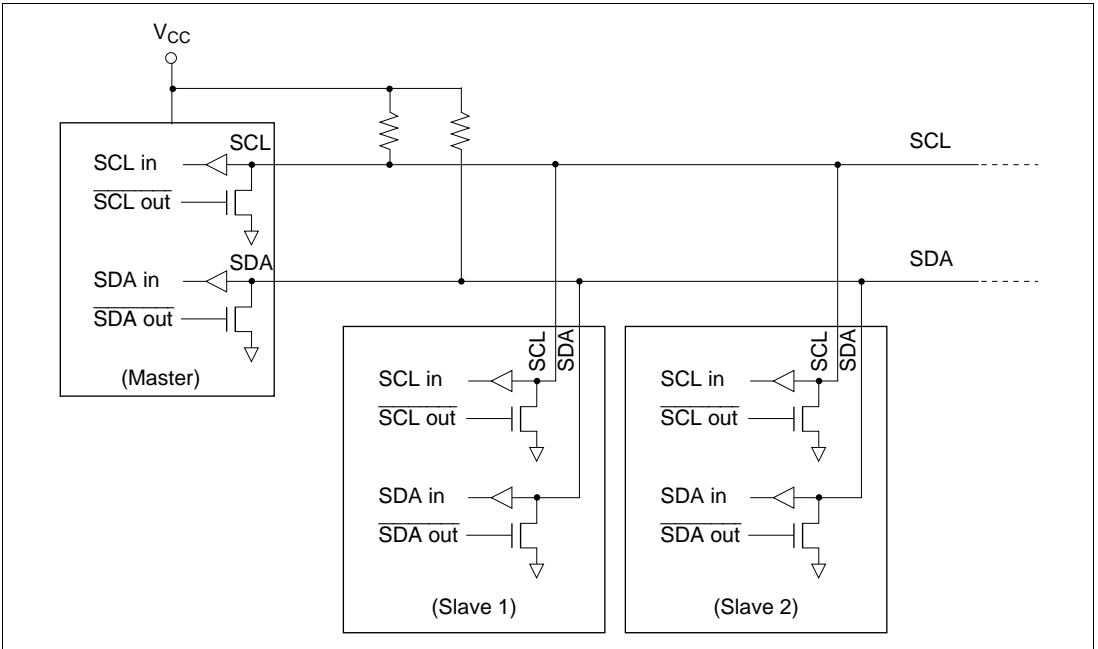 VCC
SCL
SCL in
SCL out
SDA
SDA in
SDA out
(Master)
SCL
SDA
SCL
SDA
SCL in
SCL out
SDA in
SDA out
(Slave 1)
SCL
SDA
SCL in
SCL out
SDA in
SDA out
(Slave 2)